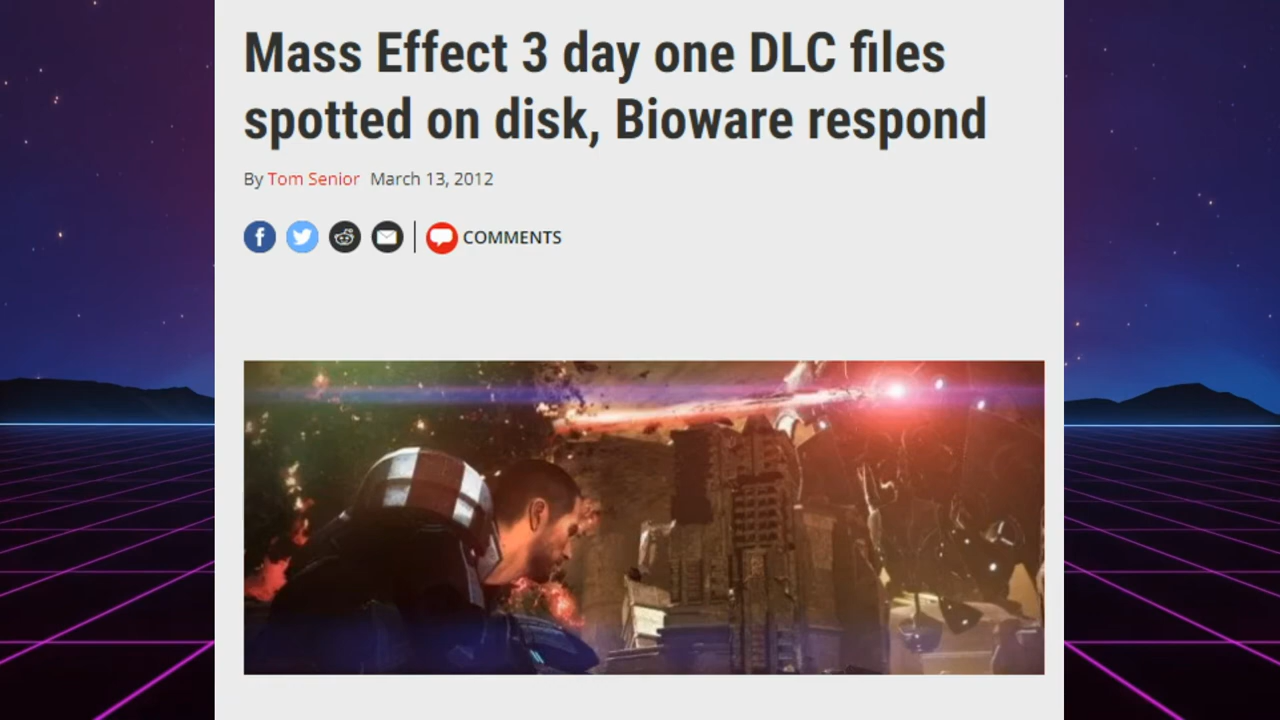 Mass Effect 3 day one DLC files
spotted on disk, Bioware respond
By Tom Senior March 13, 2012
COMMENTS